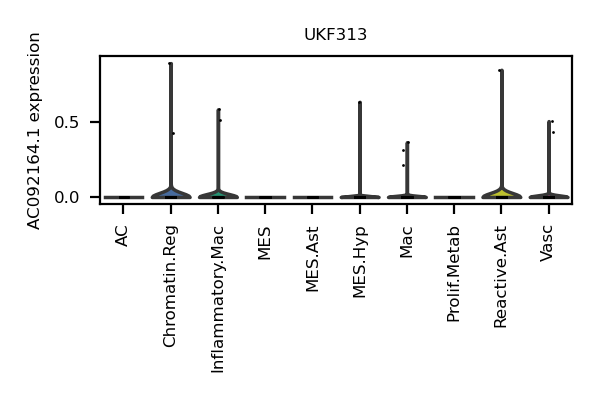 UKF313
AC092164.1 expression
0.5
0.0
AC
Chromatin.Reg
Inflammatory.Mac
MES
MES.Ast
MES.Hyp
Mac
Prolif.Metab
Reactive.Ast
Vasc